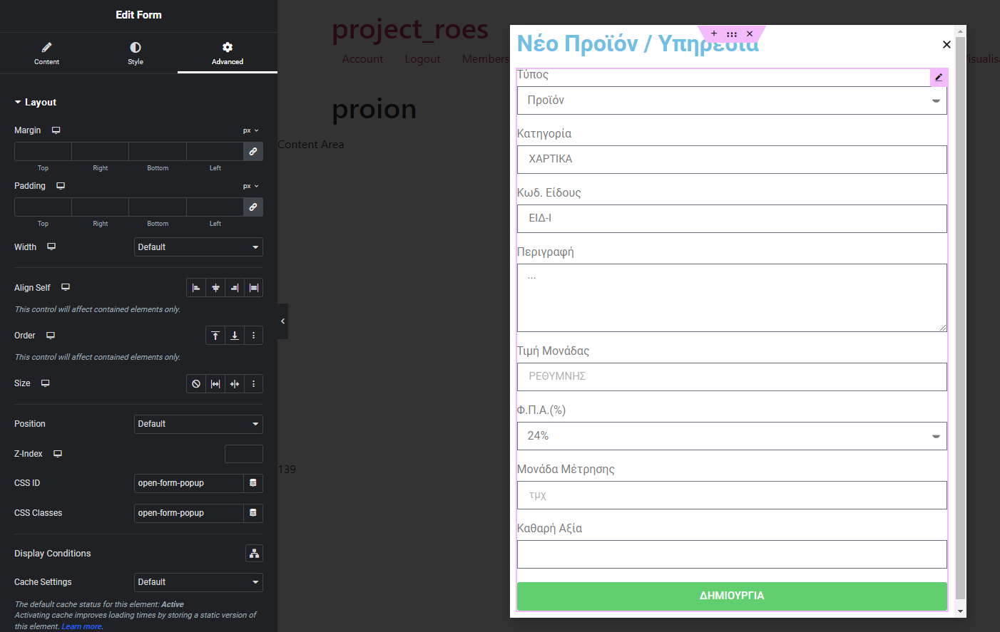 Edit Form
Content
Style
Advanced
Layout
Margin
px
Top
Right
Bottom
Left
Padding
px
Top
Right
Bottom
Left
Width
Default
Align Self
This control will affect contained elements only.
Order
This control will affect contained elements only.
Size
Position
Default
Z-Index
CSS ID
open-form-popup
CSS Classes
open-form-popup
Display Conditions
Cache Settings
Default
The default cache status for this element: Active
Activating cache improves loading times by storing a static version of
this element. Learn more.
project_roes
Account
Logout
Members
proion
Content Area
139
Νέο Προϊόν / Υπηρεσία
Τύπος
Προϊόν
Κατηγορία
ΧΑΡΤΙΚΑ
Κωδ. Είδους
ΕΙΔ-Ι
Περιγραφή
...
Τιμή Μονάδας
ΡΕΘΥΜΝΗΣ
Φ.Π.Α.(%)
24%
Μονάδα Μέτρησης
τμχ
Καθαρή Αξία
ΔΗΜΙΟΥΡΓΙΑ